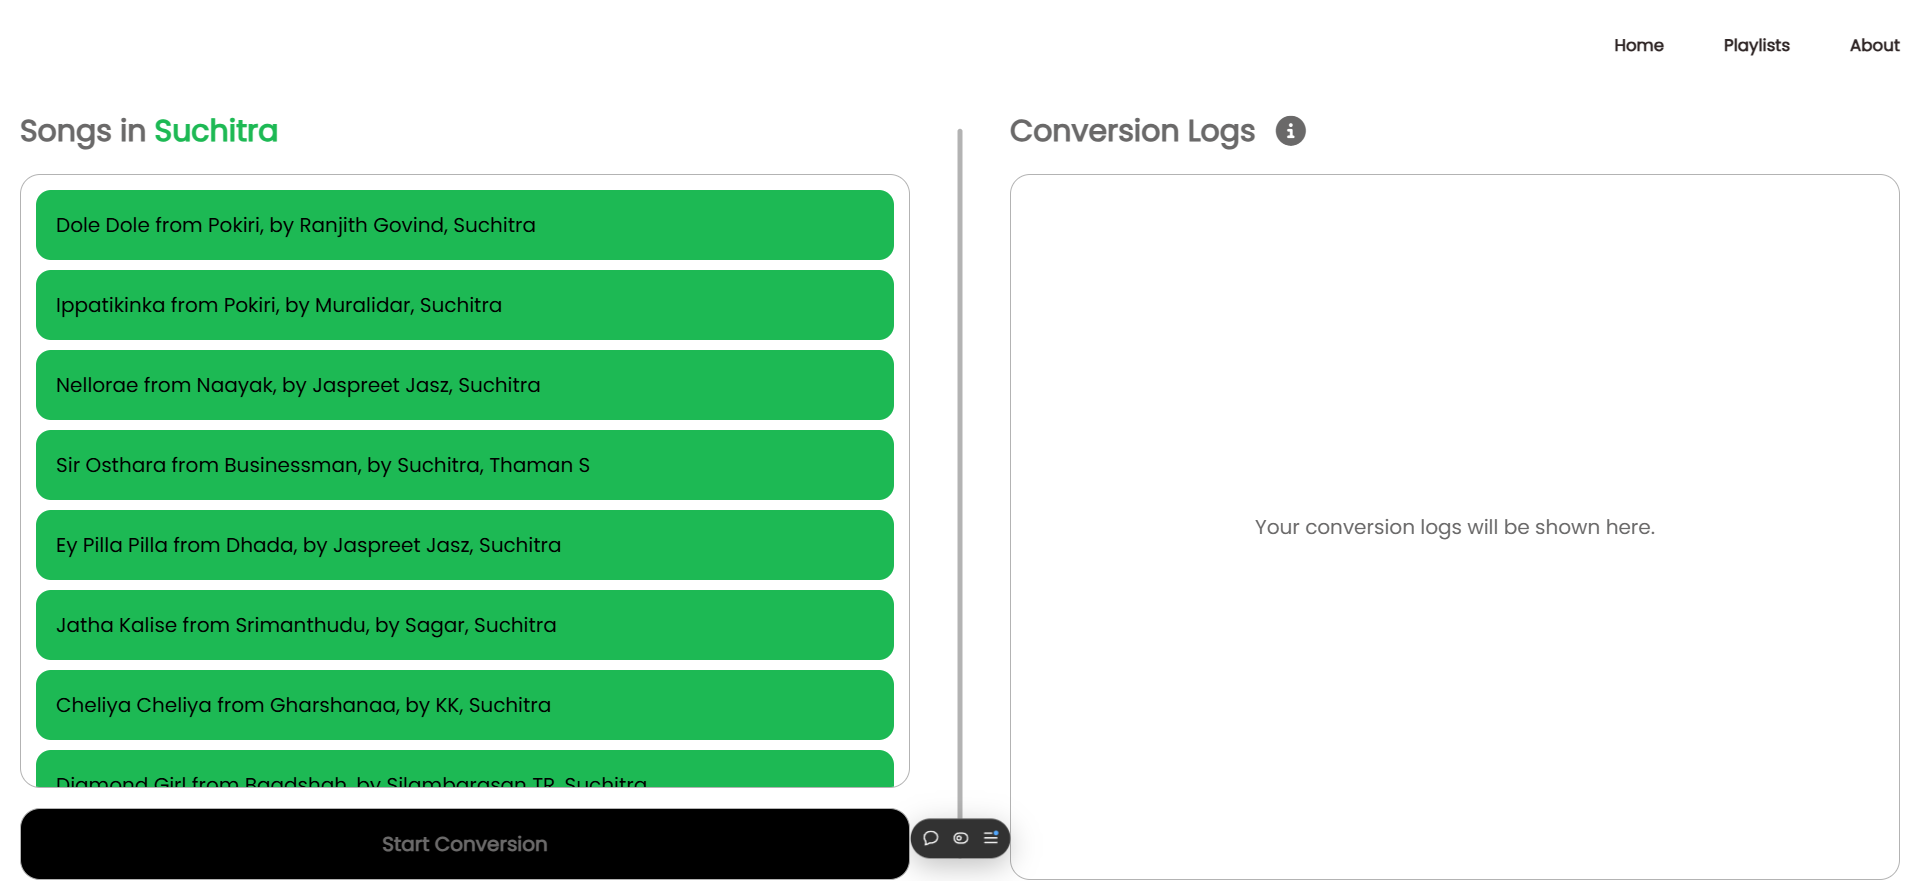 Home Playlists About
Songs in Suchitra
Dole Dole from Pokiri, by Ranjith Govind, Suchitra
Ippatikinka from Pokiri, by Muralidar, Suchitra
Nellorae from Naayak, by Jaspreet Jasz, Suchitra
Sir Osthara from Businessman, by Suchitra, Thaman S
Ey Pilla Pilla from Dhada, by Jaspreet Jasz, Suchitra
Jatha Kalise from Srimanthudu, by Sagar, Suchitra
Cheliya Cheliya from Gharshanaa, by KK, Suchitra
Diamond Girl from Baadshah, by Silambarasan TR, Suchitra
Start Conversion
Conversion Logs
Your conversion logs will be shown here.